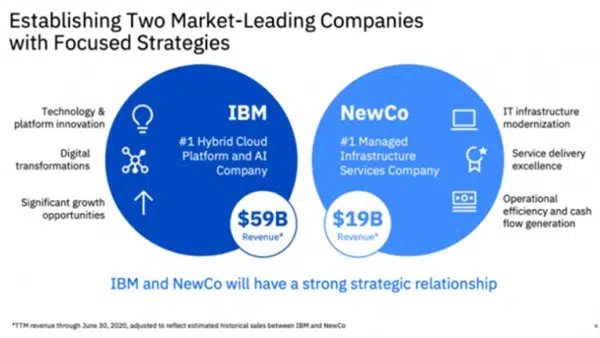 Establishing Two Market-Leading Companies
with Focused Strategies
Technology &
platform innovation
Digital
transformations
Significant growth
opportunities
IBM
#1 Hybrid Cloud
Platform and AI
Company
$59B
Revenue*
NewCo
#1 Managed
Infrastructure
Services Company
$19B
Revenue*
IT infrastructure
modernization
Service delivery
excellence
Operational
efficiency and cash
flow generation
IBM and NewCo will have a strong strategic relationship
*TTM revenue through June 30, 2020, adjusted to reflect estimated historical sales between IBM and NewCo